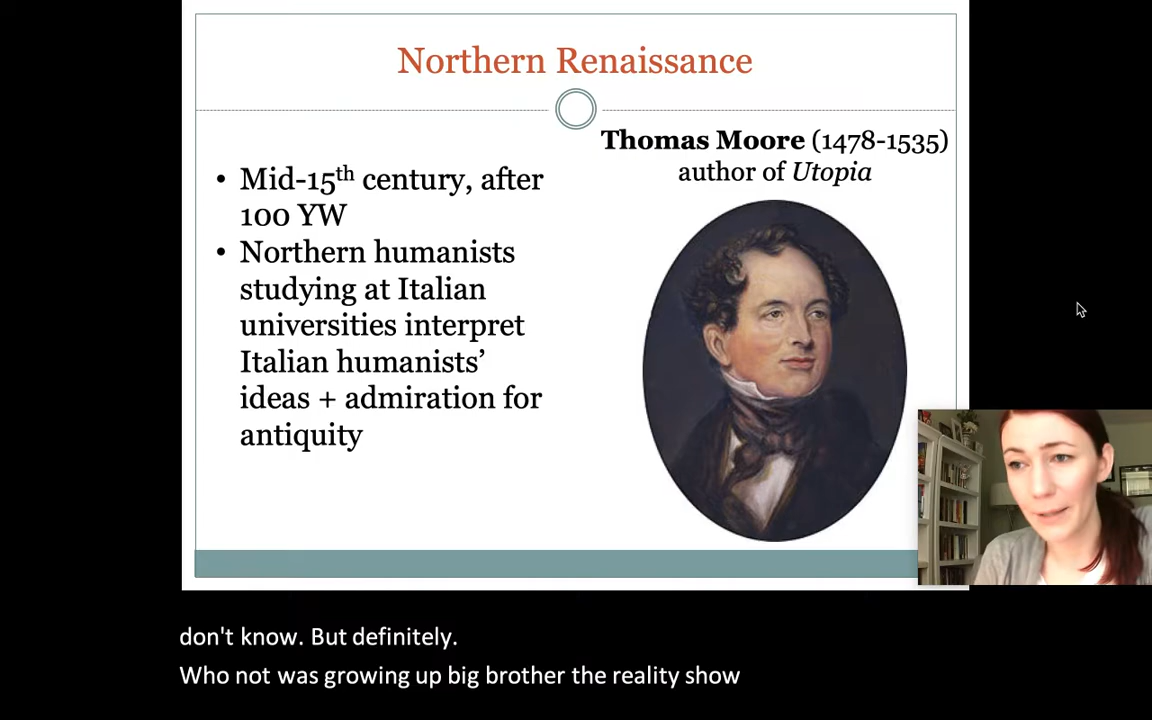 Northern Renaissance
Thomas Moore (1478-1535)
author of Utopia
• Mid-15th century, after
100 YW
• Northern humanists
studying at Italian
universities interpret
Italian humanists’
ideas + admiration for
antiquity
don't know. But definitely.
Who not was growing up big brother the reality show